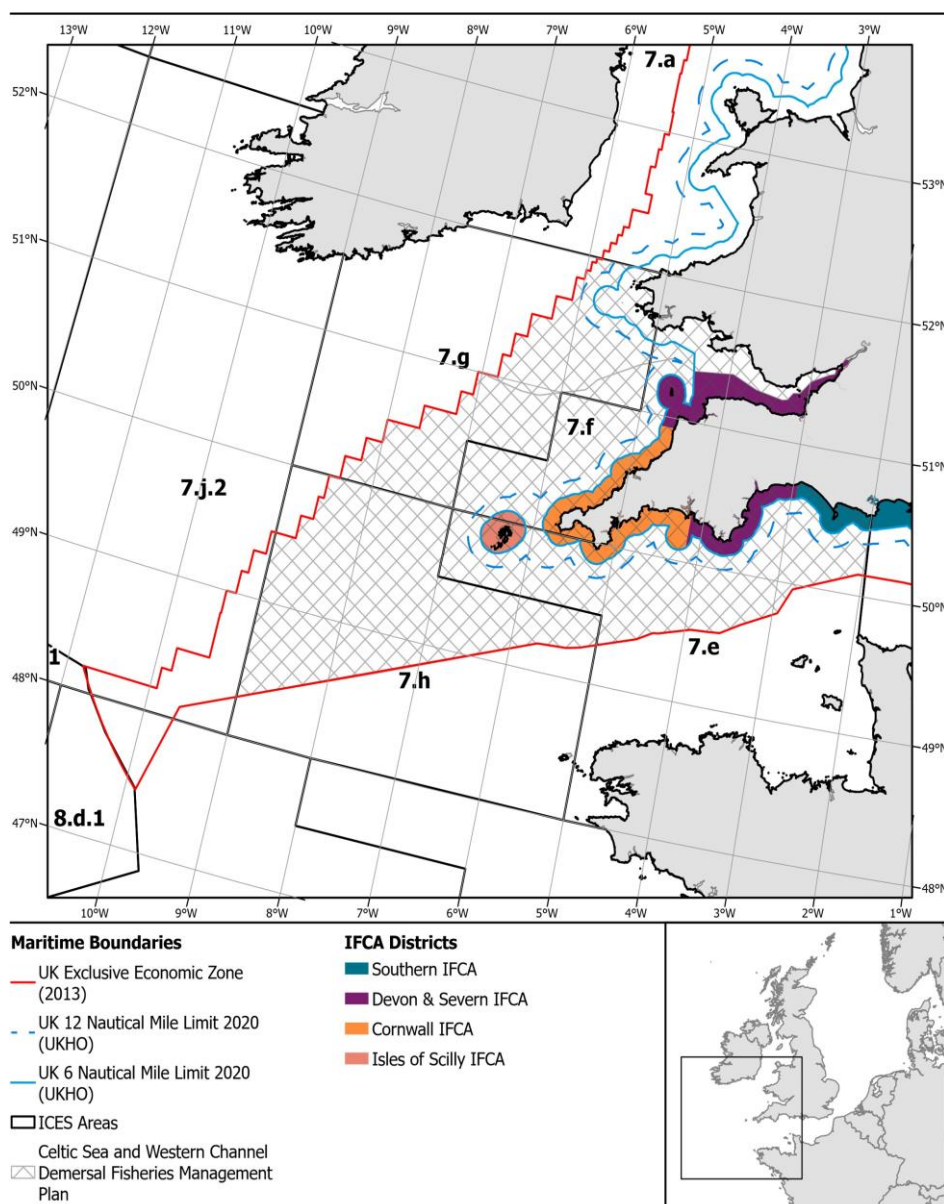 13°W 12°W 11°W 10°W 9°W 8°W 7°W 6°W 5°W 4°W 3°W
7.a
52°N
53°N
51°N
52°N
7.g
50°N
7.f
51°N
7.j.2
49°N
50°N
7.e
1
7.h
48°N
49°N
8.d.1
47°N
48°N
10°W 9°W 8°W 7°W 6°W 5°W 4°W 3°W 2°W 1°W
Maritime Boundaries
UK Exclusive Economic Zone
(2013)
UK 12 Nautical Mile Limit 2020
(UKHO)
UK 6 Nautical Mile Limit 2020
(UKHO)
ICES Areas
Celtic Sea and Western Channel
Demersal Fisheries Management
Plan
IFCA Districts
Southern IFCA
Devon & Severn IFCA
Cornwall IFCA
Isles of Scilly IFCA